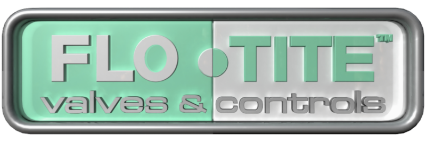 FLO•TITE™
valves & controls